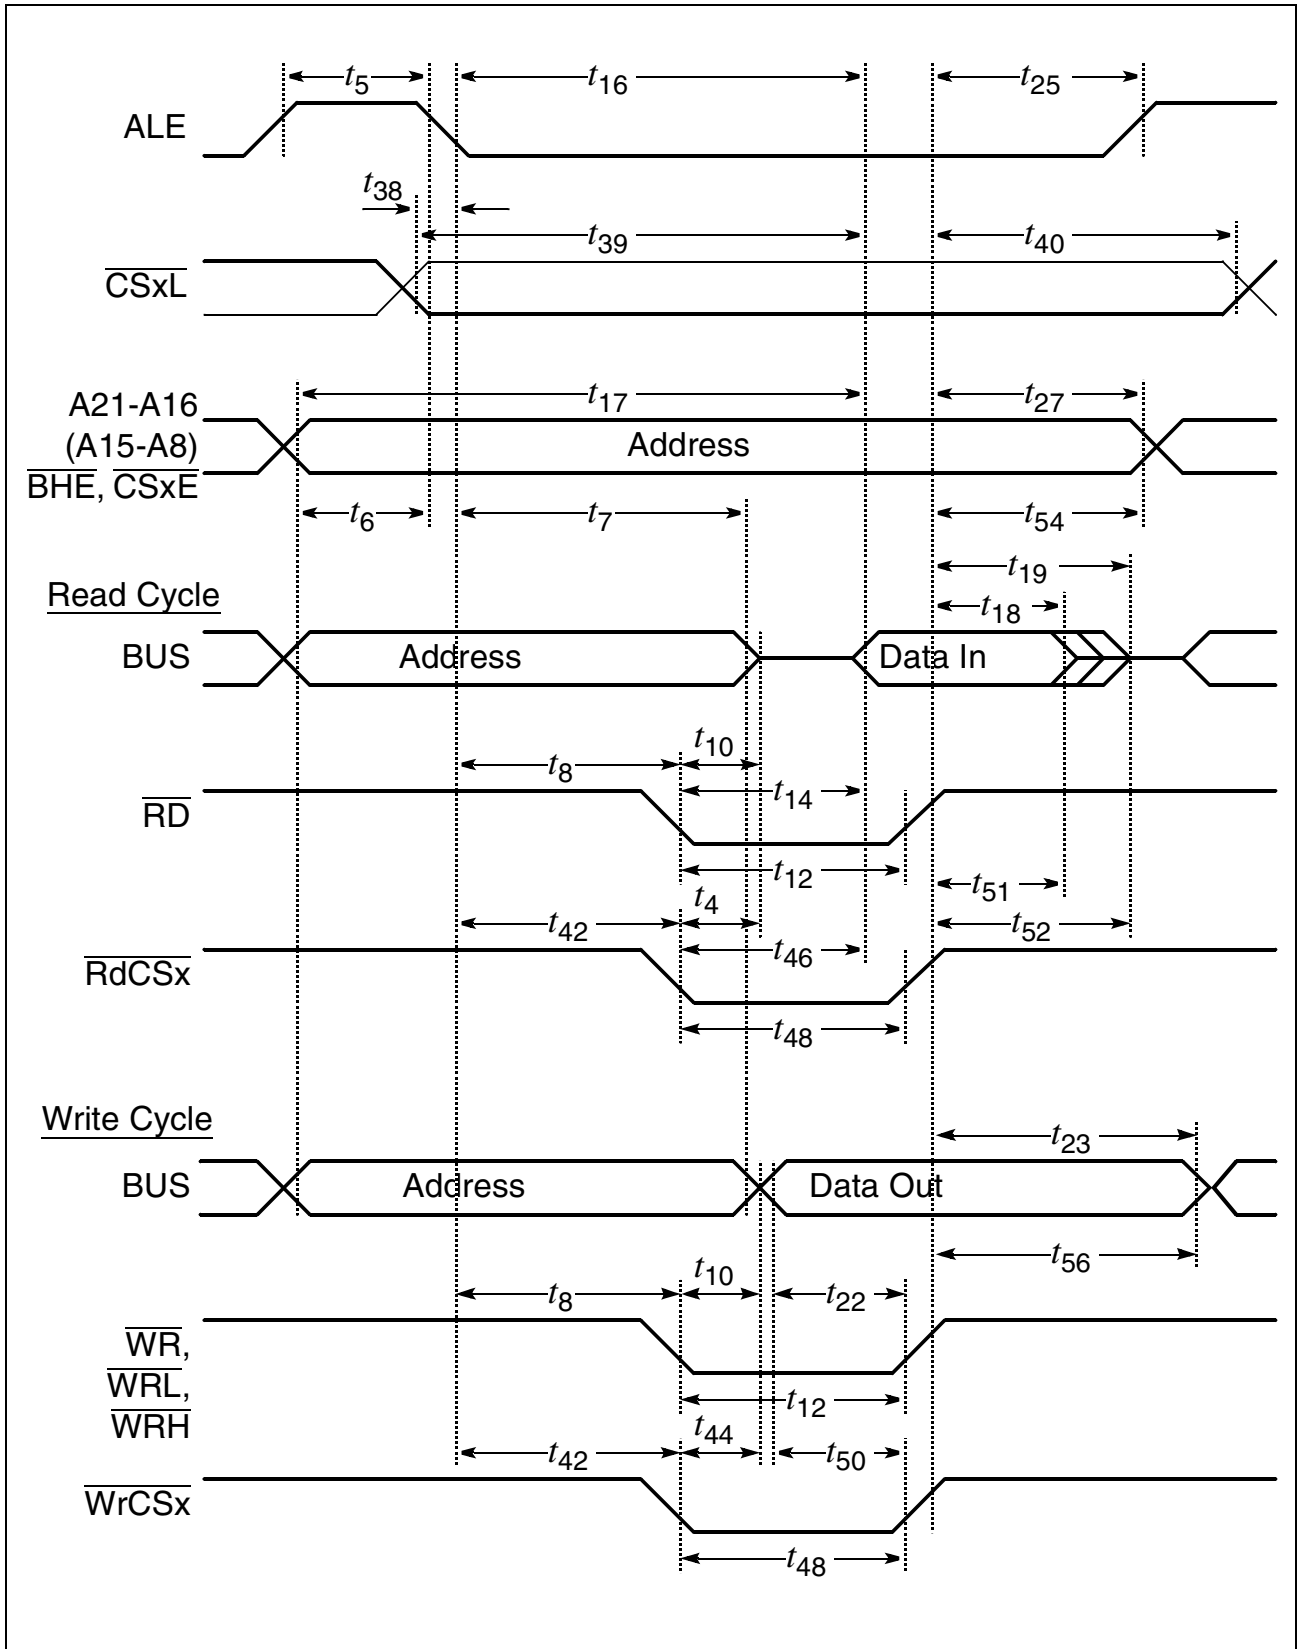 t5 t16 t25
ALE
t38
t39 t40
CSxL
A21-A16
t17 t27
(A15-A8)
Address
BHE, CSxE
t6 t7 t54
t19
Read Cycle
t18
BUS
Address
Data In
t10
t8
t14
RD
t12
t51
t4
t42 t52
t46
RdCSx
t48
Write Cycle
t23
BUS
Address
Data Out
t56
t10
t8 t22
WR,
WRL,
t12
WRH
t44
t42 t50
WrCSx
t48